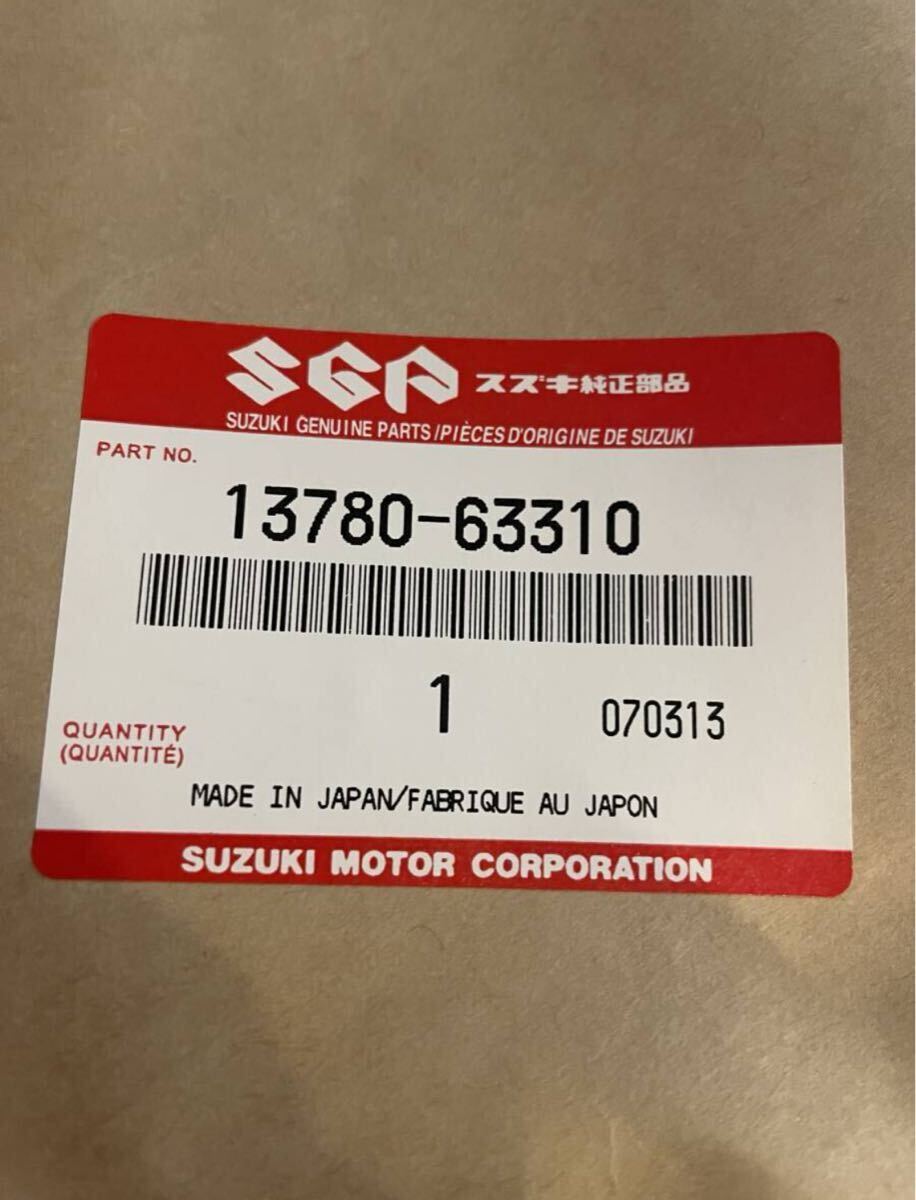 SGP スズキ純正部品
SUZUKI GENUINE PARTS/PIÈCES D'ORIGINE DE SUZUKI
PART NO.
13780-63310
1 070313
QUANTITY
(QUANTITÉ)
MADE IN JAPAN/FABRIQUE AU JAPON
SUZUKI MOTOR CORPORATION